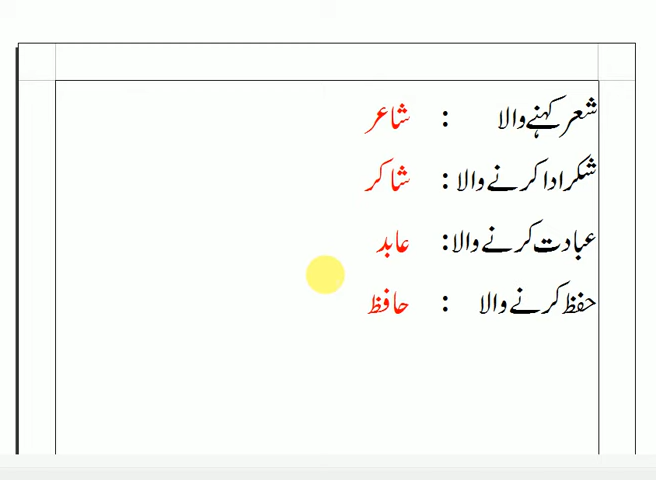 شعر کہنے والا : شاعر
شکر ادا کرنے والا : شاکر
عبادت کرنے والا : عابد
حفظ کرنے والا : حافظ